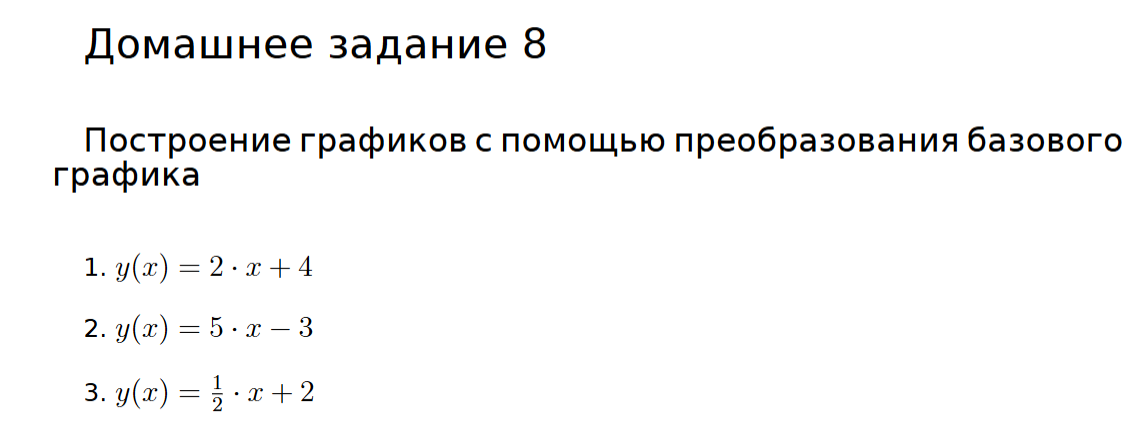 Домашнее задание 8
Построение графиков с помощью преобразования базового
графика
1. y(x) = 2 · x + 4
2. y(x) = 5 · x − 3
3. y(x) = 1/2 · x + 2